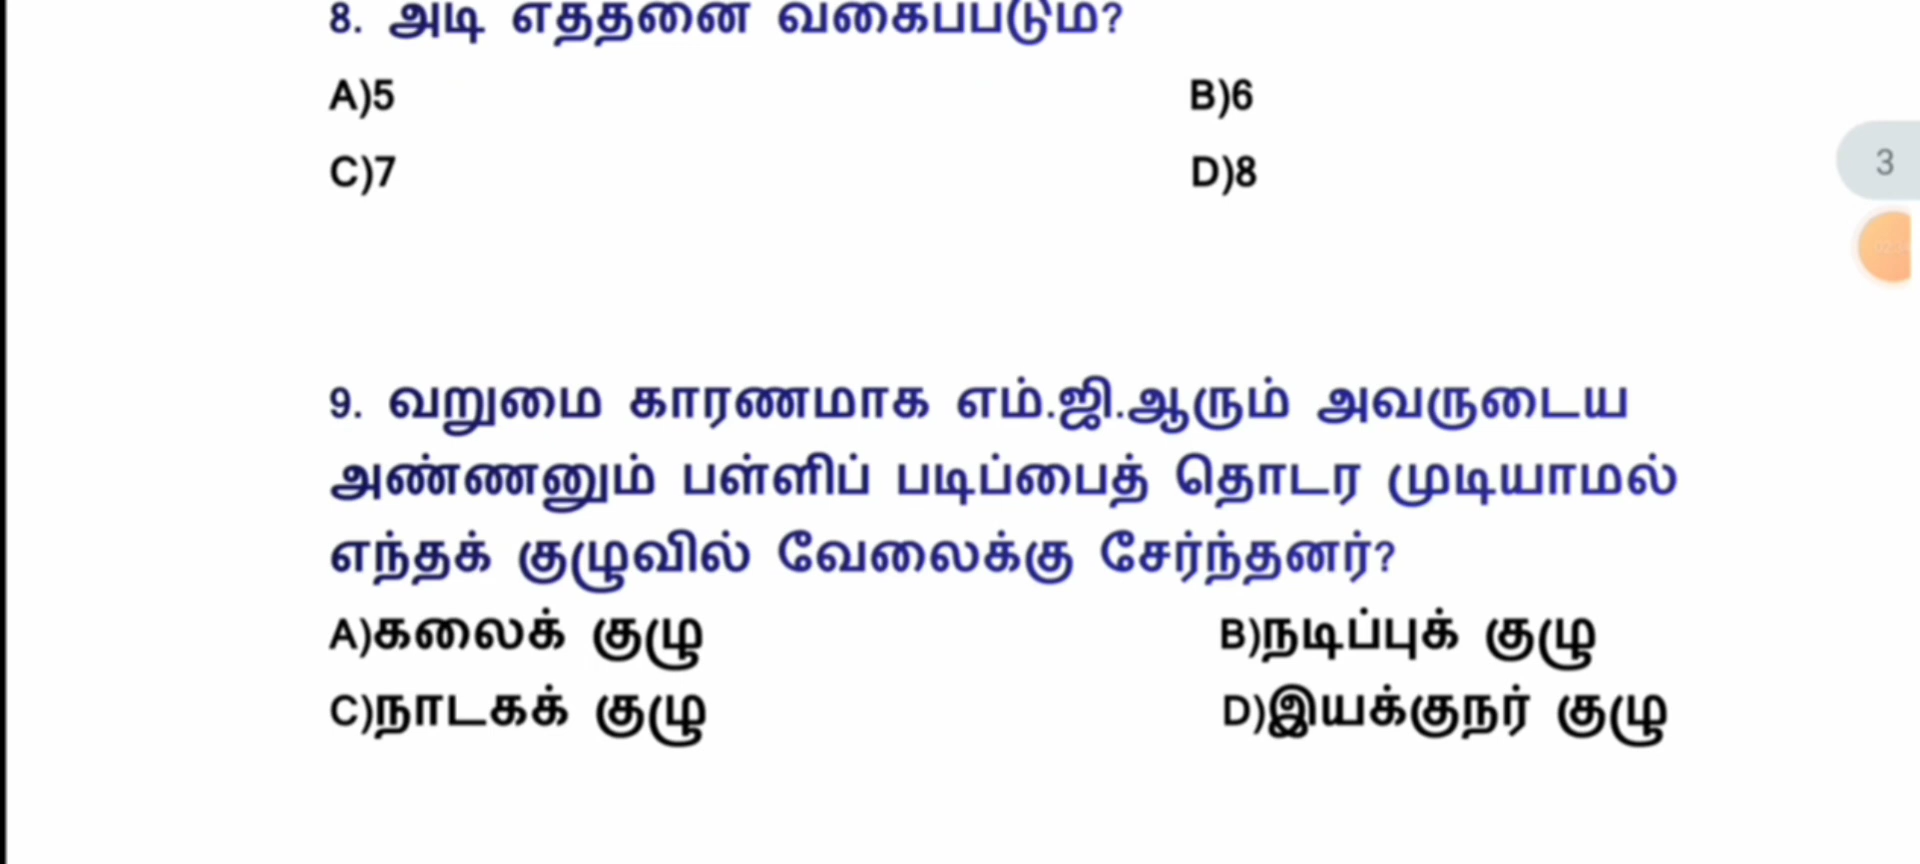 8. அடி எத்தனை வகைப்படும்?
A)5 B)6
C)7 D)8
3
9. வறுமை காரணமாக எம்.ஜி.ஆரும் அவருடைய
அண்ணனும் பள்ளிப் படிப்பைத் தொடர முடியாமல்
எந்தக் குழுவில் வேலைக்கு சேர்ந்தனர்?
A)கலைக் குழு B)நடிப்புக் குழு
C)நாடகக் குழு D)இயக்குநர் குழு